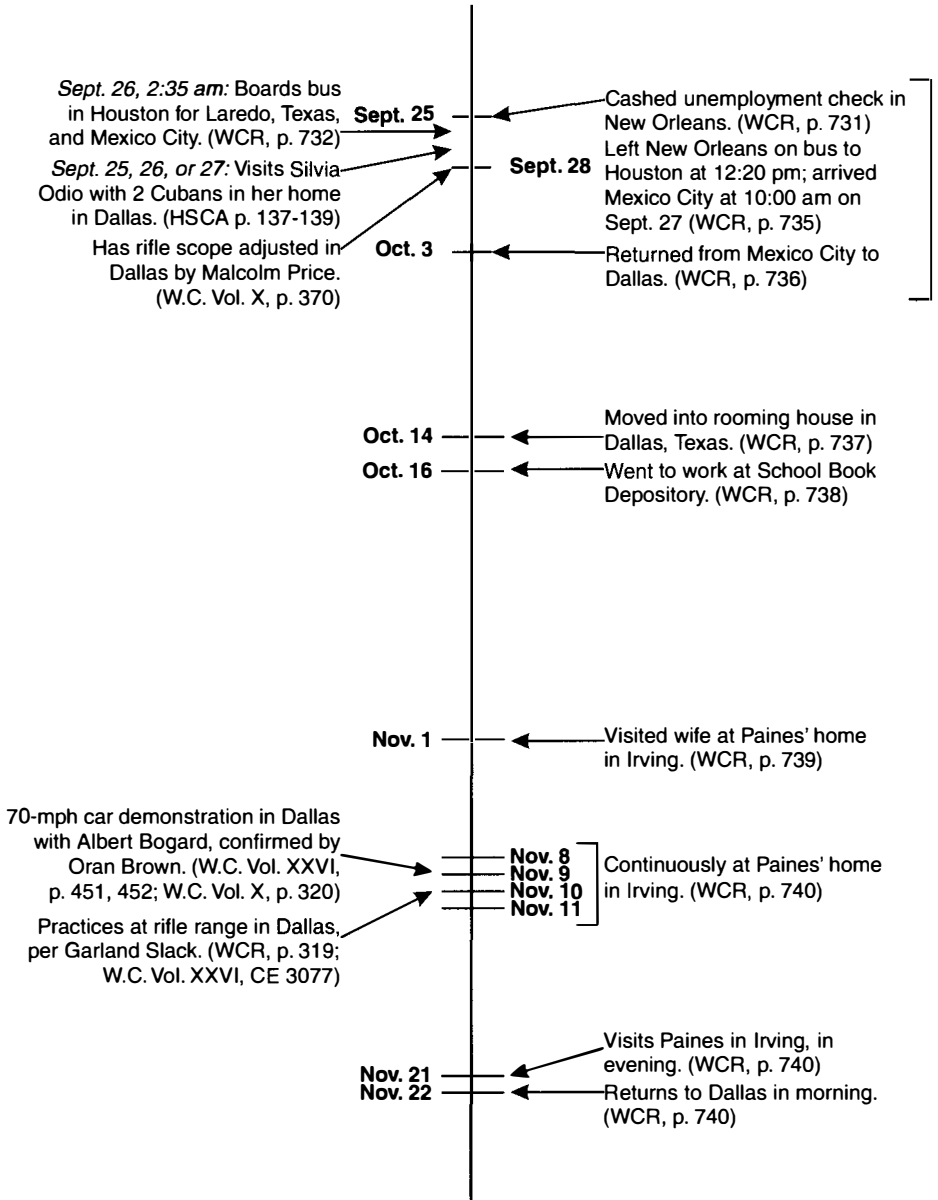 Sept. 26, 2:35 am: Boards bus
in Houston for Laredo, Texas,
and Mexico City. (WCR, p. 732)
Sept. 25, 26, or 27: Visits Silvia
Odio with 2 Cubans in her home
in Dallas. (HSCA p. 137-139)
Has rifle scope adjusted in
Dallas by Malcolm Price.
(W.C. Vol. X, p. 370)
Sept. 25
Sept. 28
Oct. 3
Cashed unemployment check in
New Orleans. (WCR, p. 731)
Left New Orleans on bus to
Houston at 12:20 pm; arrived
Mexico City at 10:00 am on
Sept. 27 (WCR, p. 735)
Returned from Mexico City to
Dallas. (WCR, p. 736)
Oct. 14
Moved into rooming house in
Dallas, Texas. (WCR, p. 737)
Oct. 16
Went to work at School Book
Depository. (WCR, p. 738)
Nov. 1
Visited wife at Paines' home
in Irving. (WCR, p. 739)
70-mph car demonstration in Dallas
with Albert Bogard, confirmed by
Oran Brown. (W.C. Vol. XXVI,
p. 451, 452; W.C. Vol. X, p. 320)
Practices at rifle range in Dallas,
per Garland Slack. (WCR, p. 319;
W.C. Vol. XXVI, CE 3077)
Nov. 8
Nov. 9
Nov. 10
Nov. 11
Continuously at Paines' home
in Irving. (WCR, p. 740)
Nov. 21
Visits Paines in Irving, in
evening. (WCR, p. 740)
Nov. 22
Returns to Dallas in morning.
(WCR, p. 740)